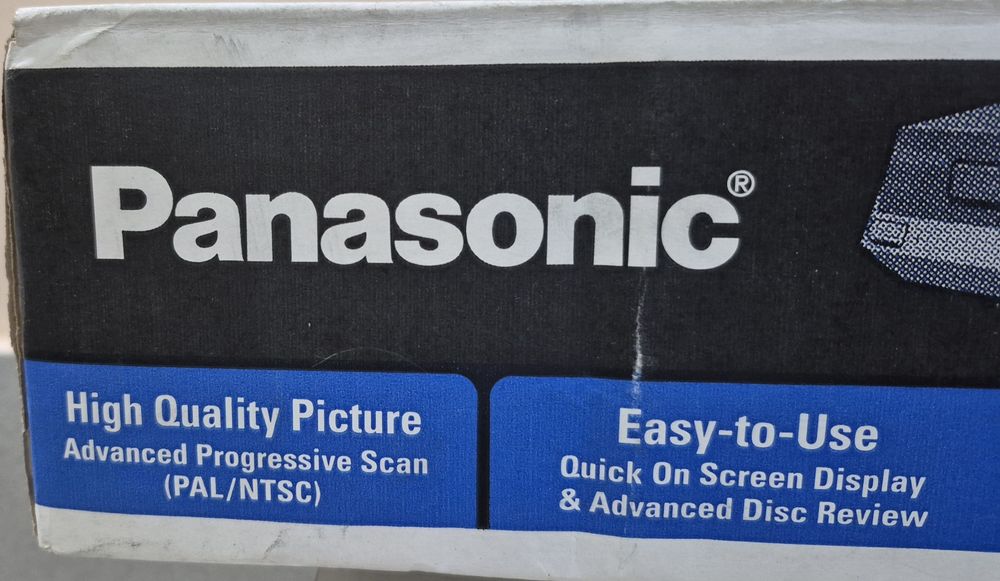 Panasonic®
High Quality Picture
Advanced Progressive Scan
(PAL/NTSC)
Easy-to-Use
Quick On Screen Display
& Advanced Disc Review